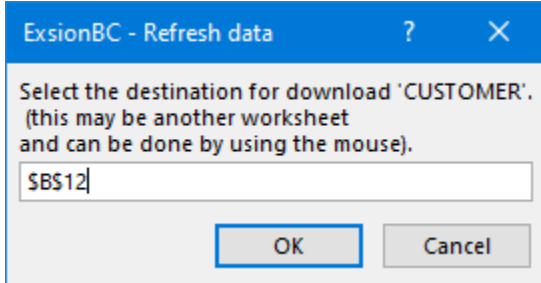 ExsionBC - Refresh data ? ×
Select the destination for download 'CUSTOMER'.
(this may be another worksheet
and can be done by using the mouse).
$B$12
OK Cancel